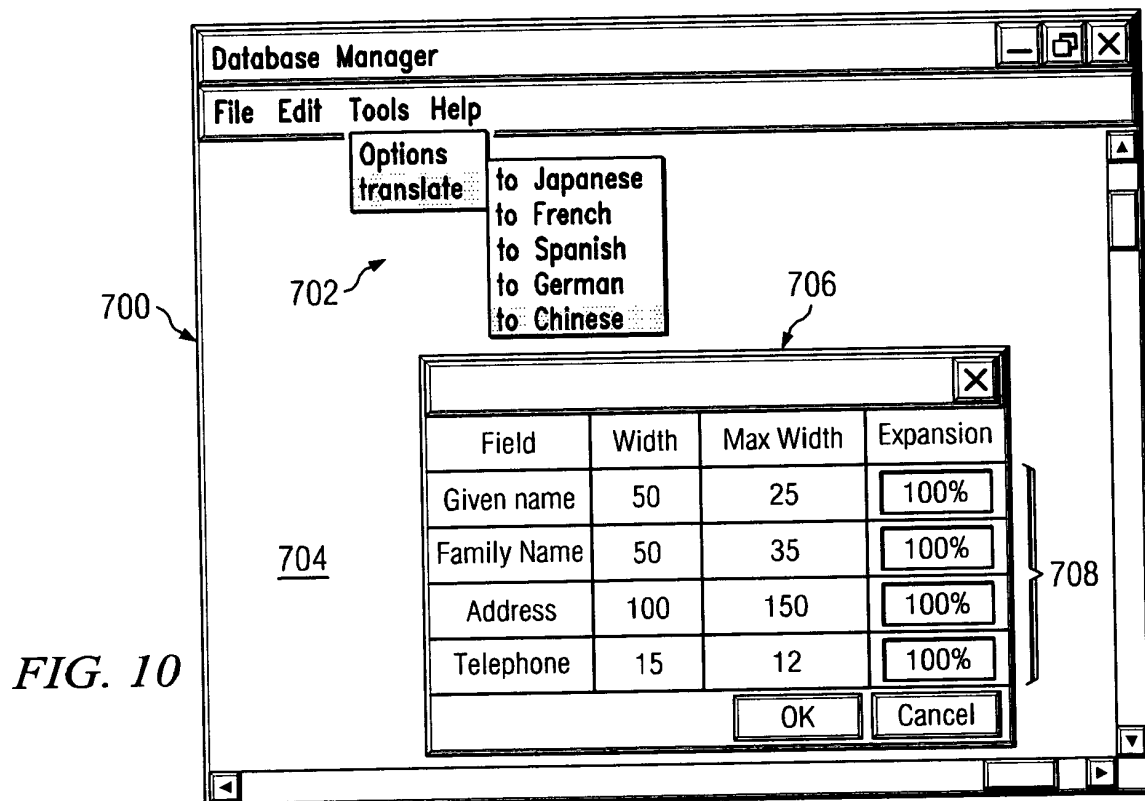 Database Manager
File Edit Tools Help
Options
translate
to Japanese
to French
to Spanish
to German
to Chinese
702
700
706
Field Width Max Width Expansion
Given name 50 25 100%
Family Name 50 35 100%
Address 100 150 100%
Telephone 15 12 100%
704
708
OK Cancel
FIG. 10